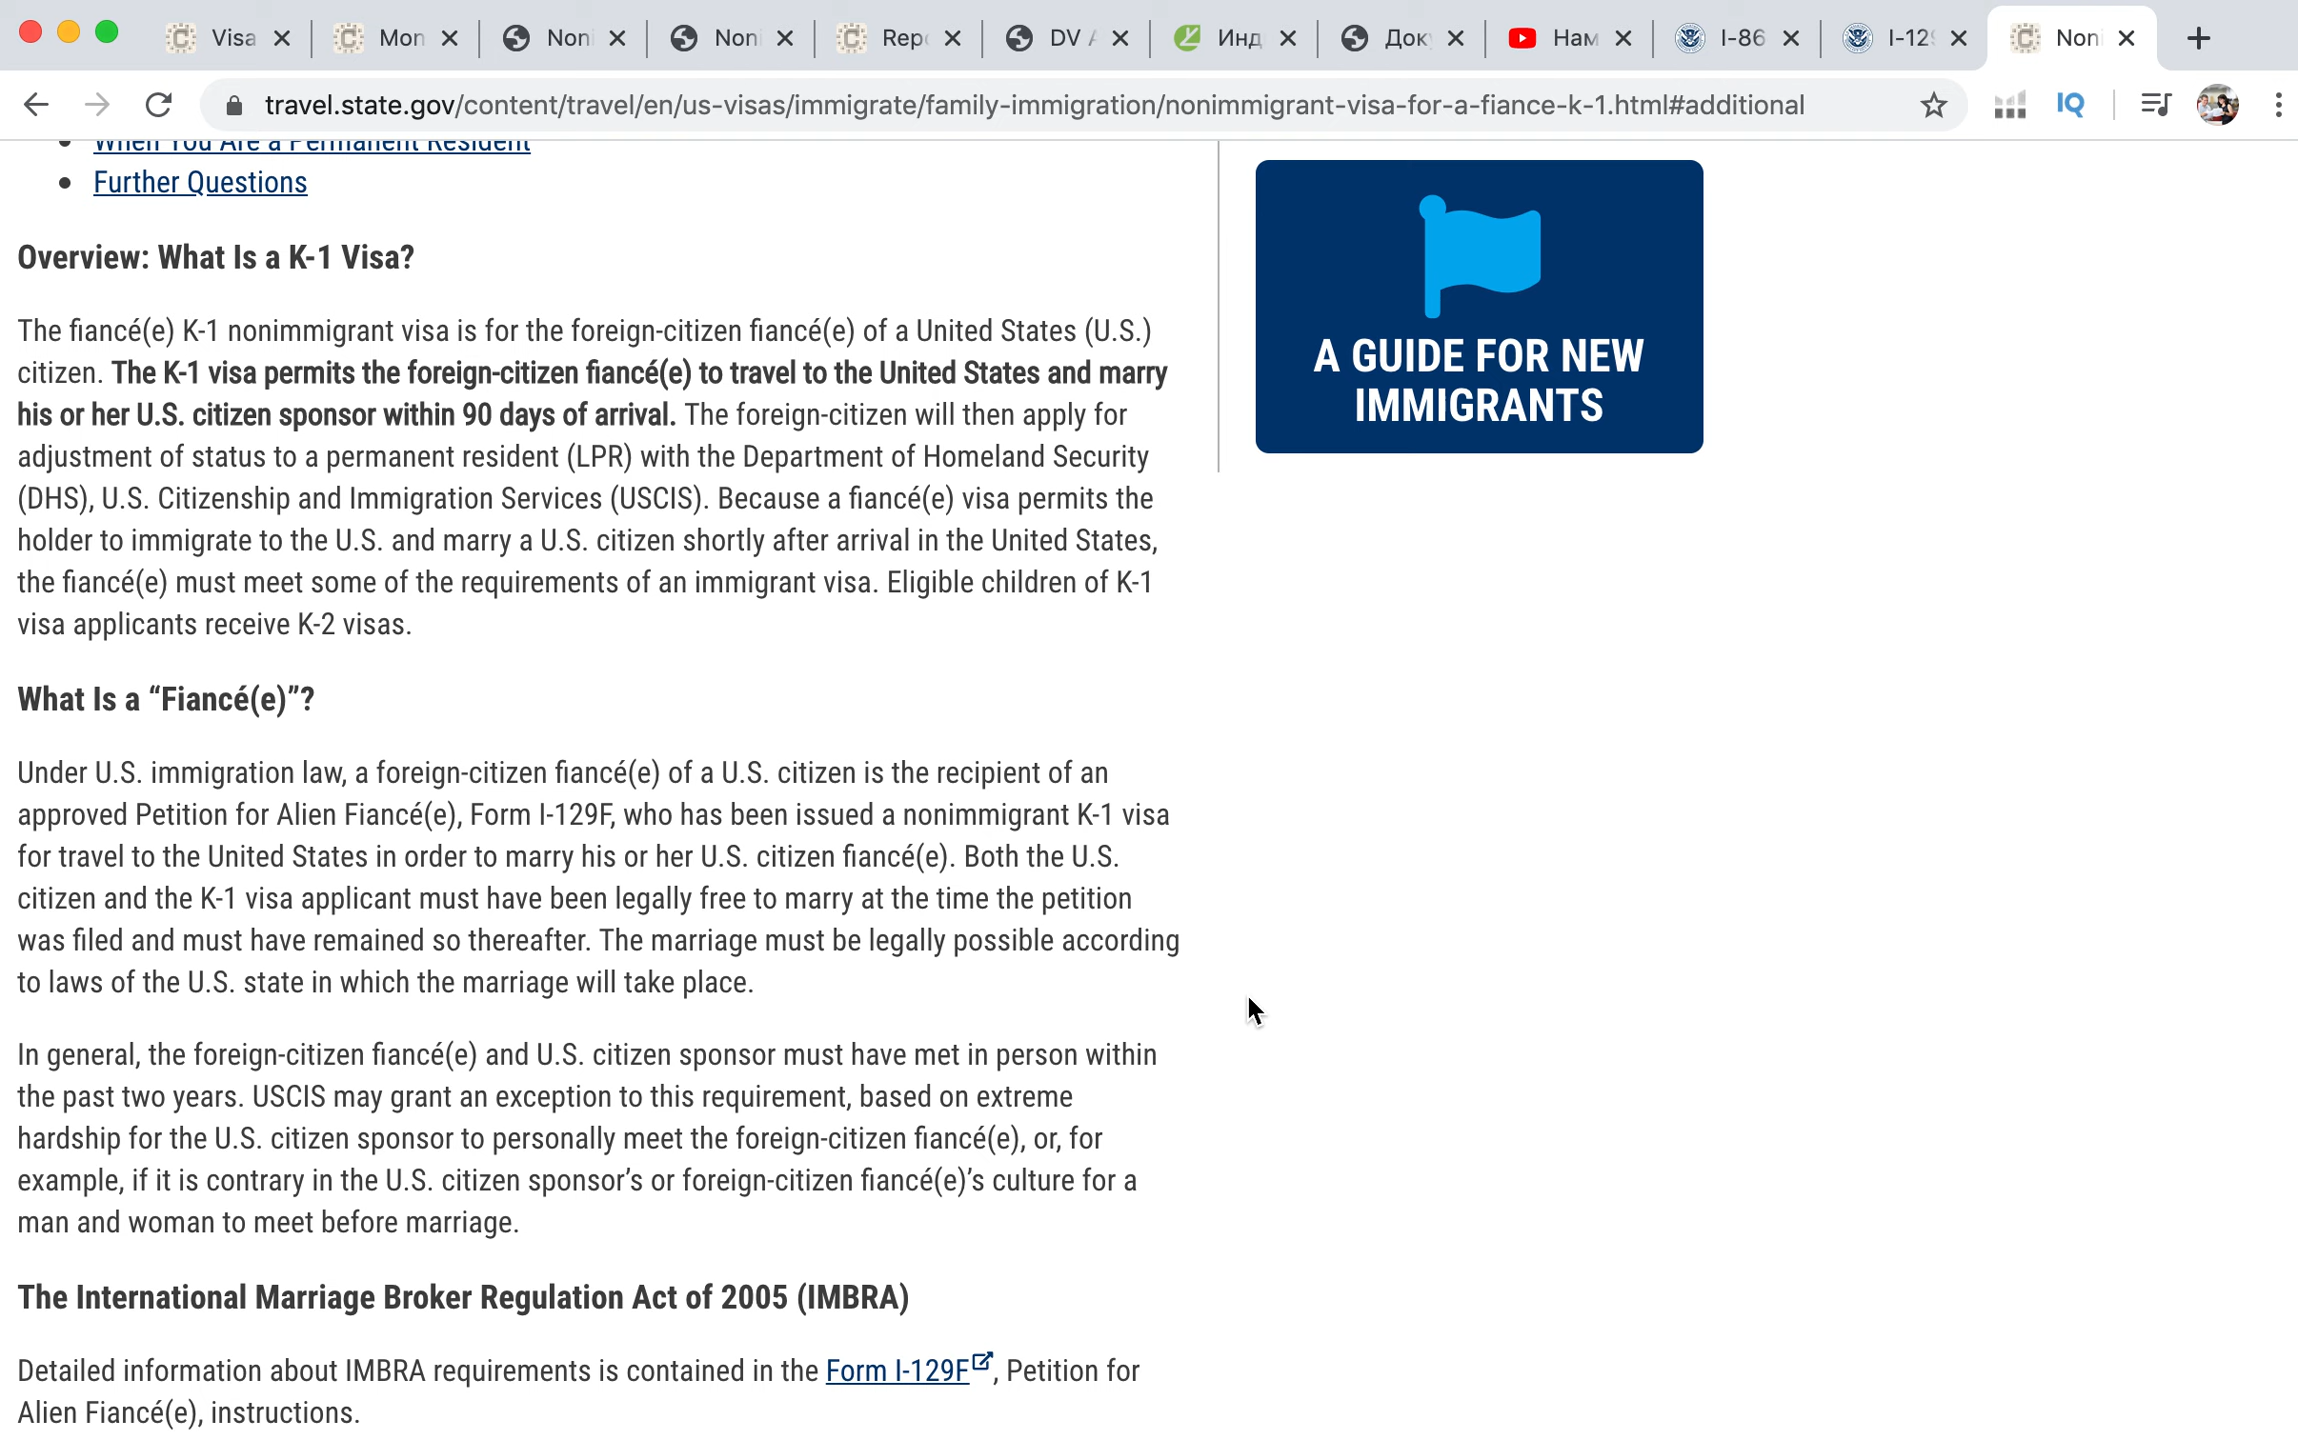 Visa
Mon
Noni
Noni
Repo
DV A
Инд
Док
Нам
I-86
I-129
Noni
travel.state.gov/content/travel/en/us-visas/immigrate/family-immigration/nonimmigrant-visa-for-a-fiance-k-1.html#additional
IQ
When You Are a Permanent Resident
Further Questions
Overview: What Is a K-1 Visa?
The fiancé(e) K-1 nonimmigrant visa is for the foreign-citizen fiancé(e) of a United States (U.S.)
citizen. The K-1 visa permits the foreign-citizen fiancé(e) to travel to the United States and marry
his or her U.S. citizen sponsor within 90 days of arrival. The foreign-citizen will then apply for
adjustment of status to a permanent resident (LPR) with the Department of Homeland Security
(DHS), U.S. Citizenship and Immigration Services (USCIS). Because a fiancé(e) visa permits the
holder to immigrate to the U.S. and marry a U.S. citizen shortly after arrival in the United States,
the fiancé(e) must meet some of the requirements of an immigrant visa. Eligible children of K-1
visa applicants receive K-2 visas.
What Is a “Fiancé(e)”?
Under U.S. immigration law, a foreign-citizen fiancé(e) of a U.S. citizen is the recipient of an
approved Petition for Alien Fiancé(e), Form I-129F, who has been issued a nonimmigrant K-1 visa
for travel to the United States in order to marry his or her U.S. citizen fiancé(e). Both the U.S.
citizen and the K-1 visa applicant must have been legally free to marry at the time the petition
was filed and must have remained so thereafter. The marriage must be legally possible according
to laws of the U.S. state in which the marriage will take place.
In general, the foreign-citizen fiancé(e) and U.S. citizen sponsor must have met in person within
the past two years. USCIS may grant an exception to this requirement, based on extreme
hardship for the U.S. citizen sponsor to personally meet the foreign-citizen fiancé(e), or, for
example, if it is contrary in the U.S. citizen sponsor’s or foreign-citizen fiancé(e)’s culture for a
man and woman to meet before marriage.
The International Marriage Broker Regulation Act of 2005 (IMBRA)
Detailed information about IMBRA requirements is contained in the Form I-129F, Petition for
Alien Fiancé(e), instructions.
A GUIDE FOR NEW
IMMIGRANTS